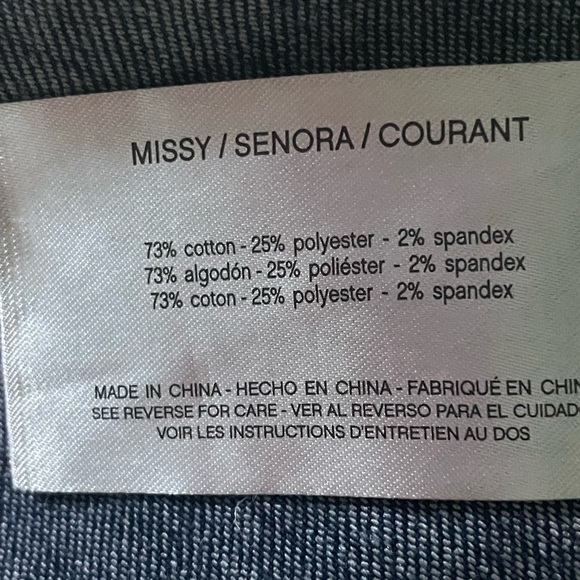 MISSY / SENORA / COURANT
73% cotton - 25% polyester - 2% spandex
73% algodón - 25% poliéster - 2% spandex
73% coton - 25% polyester - 2% spandex
MADE IN CHINA - HECHO EN CHINA - FABRIQUÉ EN CHIN
SEE REVERSE FOR CARE - VER AL REVERSO PARA EL CUIDAD
VOIR LES INSTRUCTIONS D'ENTRETIEN AU DOS